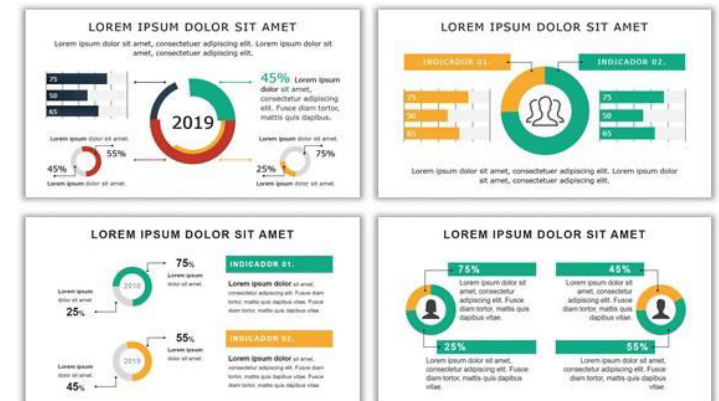 LOREM IPSUM DOLOR SIT AMET
Lorem ipsum dolor sit amet, consectetuer adipiscing elit. Lorem ipsum dolor sit
amet, consectetuer adipiscing elit.
75
50
65
2019
45% Lorem ipsum
dolor sit amet,
consectetur adipiscing
elit. Fusce diam tortor,
mattis quis dapibus.
Lorem ipsum dolor sit amet.
55%
45%
Lorem ipsum dolor sit amet.
Lorem ipsum dolor sit amet.
75%
25%
Lorem ipsum dolor sit amet.
LOREM IPSUM DOLOR SIT AMET
INDICADOR 01.
INDICADOR 02.
75
50
65
75
50
65
Lorem ipsum dolor sit amet, consectetuer adipiscing elit. Lorem ipsum dolor
sit amet, consectetuer adipiscing elit.
LOREM IPSUM DOLOR SIT AMET
75%
Lorem ipsum
dolor sit amet.
2019
Lorem ipsum
dolor sit amet.
25%
INDICADOR 01.
Lorem ipsum dolor sit amet,
consectetur adipiscing elit. Fusce diam
tortor, mattis quis dapibus vitae.
55%
Lorem ipsum
dolor sit amet.
2019
Lorem ipsum
dolor sit amet.
45%
INDICADOR 02.
Lorem ipsum dolor sit amet,
consectetur adipiscing elit. Fusce diam
tortor, mattis quis dapibus vitae.
LOREM IPSUM DOLOR SIT AMET
75%
Lorem ipsum dolor sit
amet, consectetur
adipiscing elit. Fusce
diam tortor, mattis quis
dapibus vitae.
25%
Lorem ipsum dolor sit amet,
consectetur adipiscing elit. Fusce
diam tortor, mattis quis dapibus
vitae.
45%
Lorem ipsum dolor sit
amet, consectetur
adipiscing elit. Fusce
diam tortor, mattis quis
dapibus vitae.
55%
Lorem ipsum dolor sit amet,
consectetur adipiscing elit. Fusce
diam tortor, mattis quis dapibus
vitae.